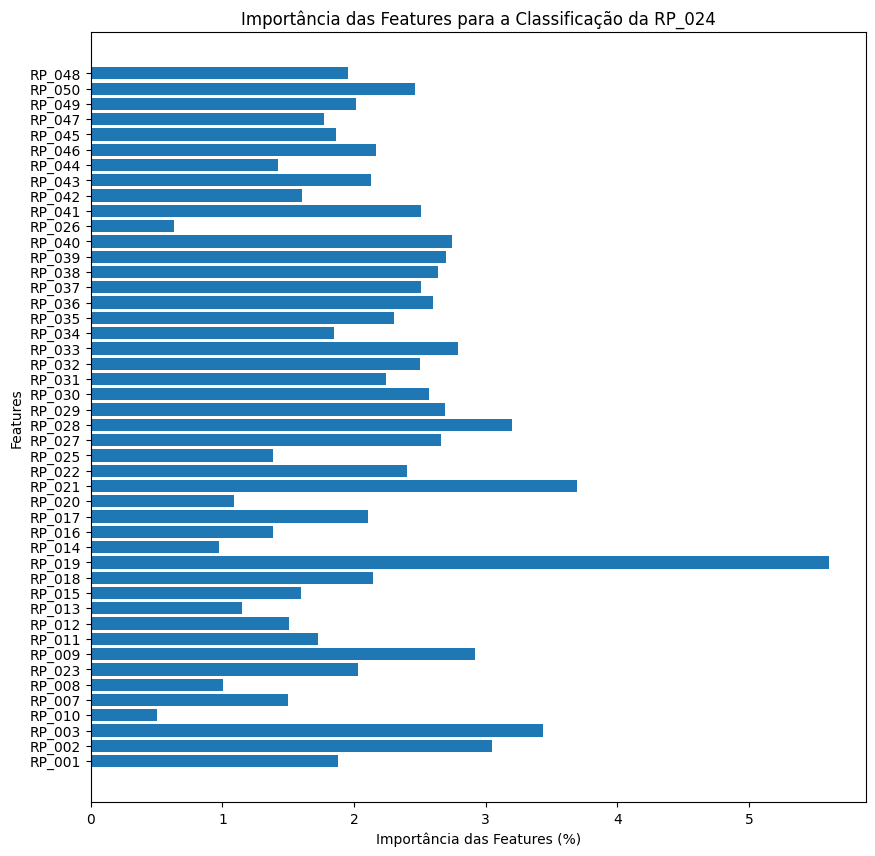 Importância das Features para a Classificação da RP_024
RP_048
RP_050
RP_049
RP_047
RP_045
RP_046
RP_044
RP_043
RP_042
RP_041
RP_026
RP_040
RP_039
RP_038
RP_037
RP_036
RP_035
RP_034
RP_033
RP_032
RP_031
RP_030
RP_029
RP_028
RP_027
RP_025
RP_022
RP_021
RP_020
RP_017
RP_016
RP_014
RP_019
RP_018
RP_015
RP_013
RP_012
RP_011
RP_009
RP_023
RP_008
RP_007
RP_010
RP_003
RP_002
RP_001
Features
0 1 2 3 4 5
Importância das Features (%)